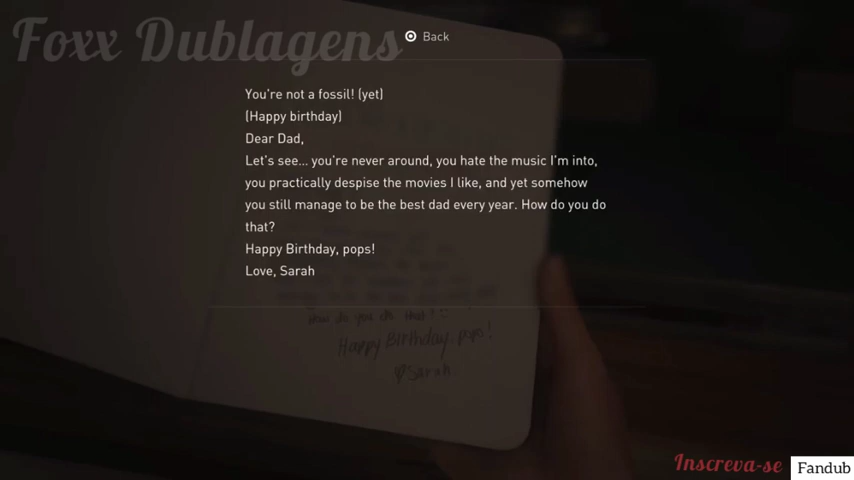 Foxx Dublagens
Back
You're not a fossil! (yet)
(Happy birthday)
Dear Dad,
Let's see... you're never around, you hate the music I'm into,
you practically despise the movies I like, and yet somehow
you still manage to be the best dad every year. How do you do
that?
Happy Birthday, pops!
Love, Sarah
How do you do that?
Happy Birthday, pops!
Sarah
Inscreva-se
Fandub